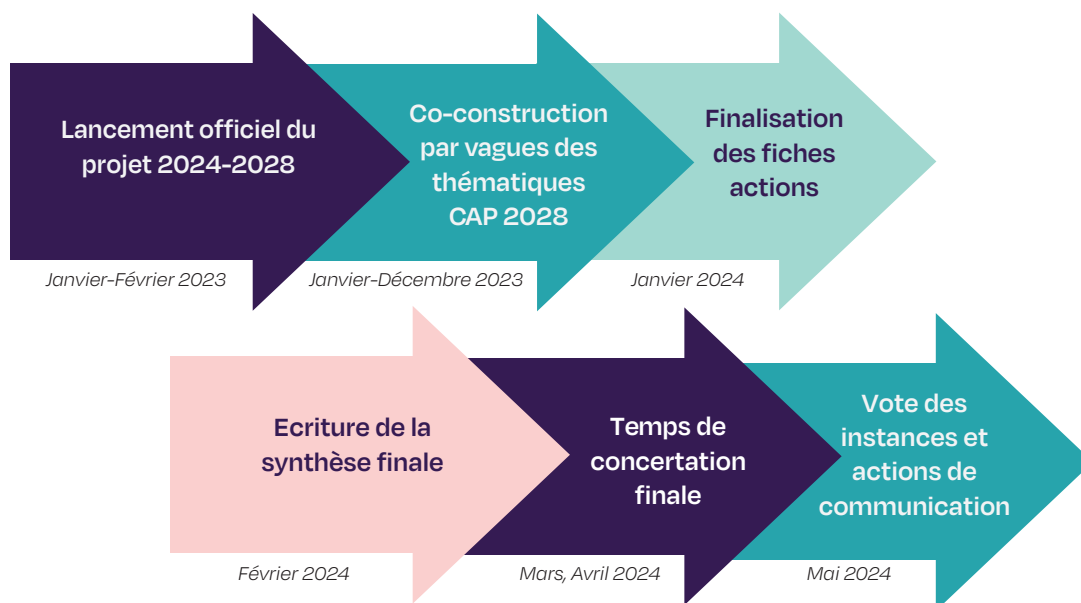 Lancement officiel du
projet 2024-2028
Janvier-Février 2023
Co-construction
par vagues des
thématiques
CAP 2028
Janvier-Décembre 2023
Finalisation
des fiches
actions
Janvier 2024
Ecriture de la
synthèse finale
Février 2024
Temps de
concertation
finale
Mars, Avril 2024
Vote des
instances et
actions de
communication
Mai 2024